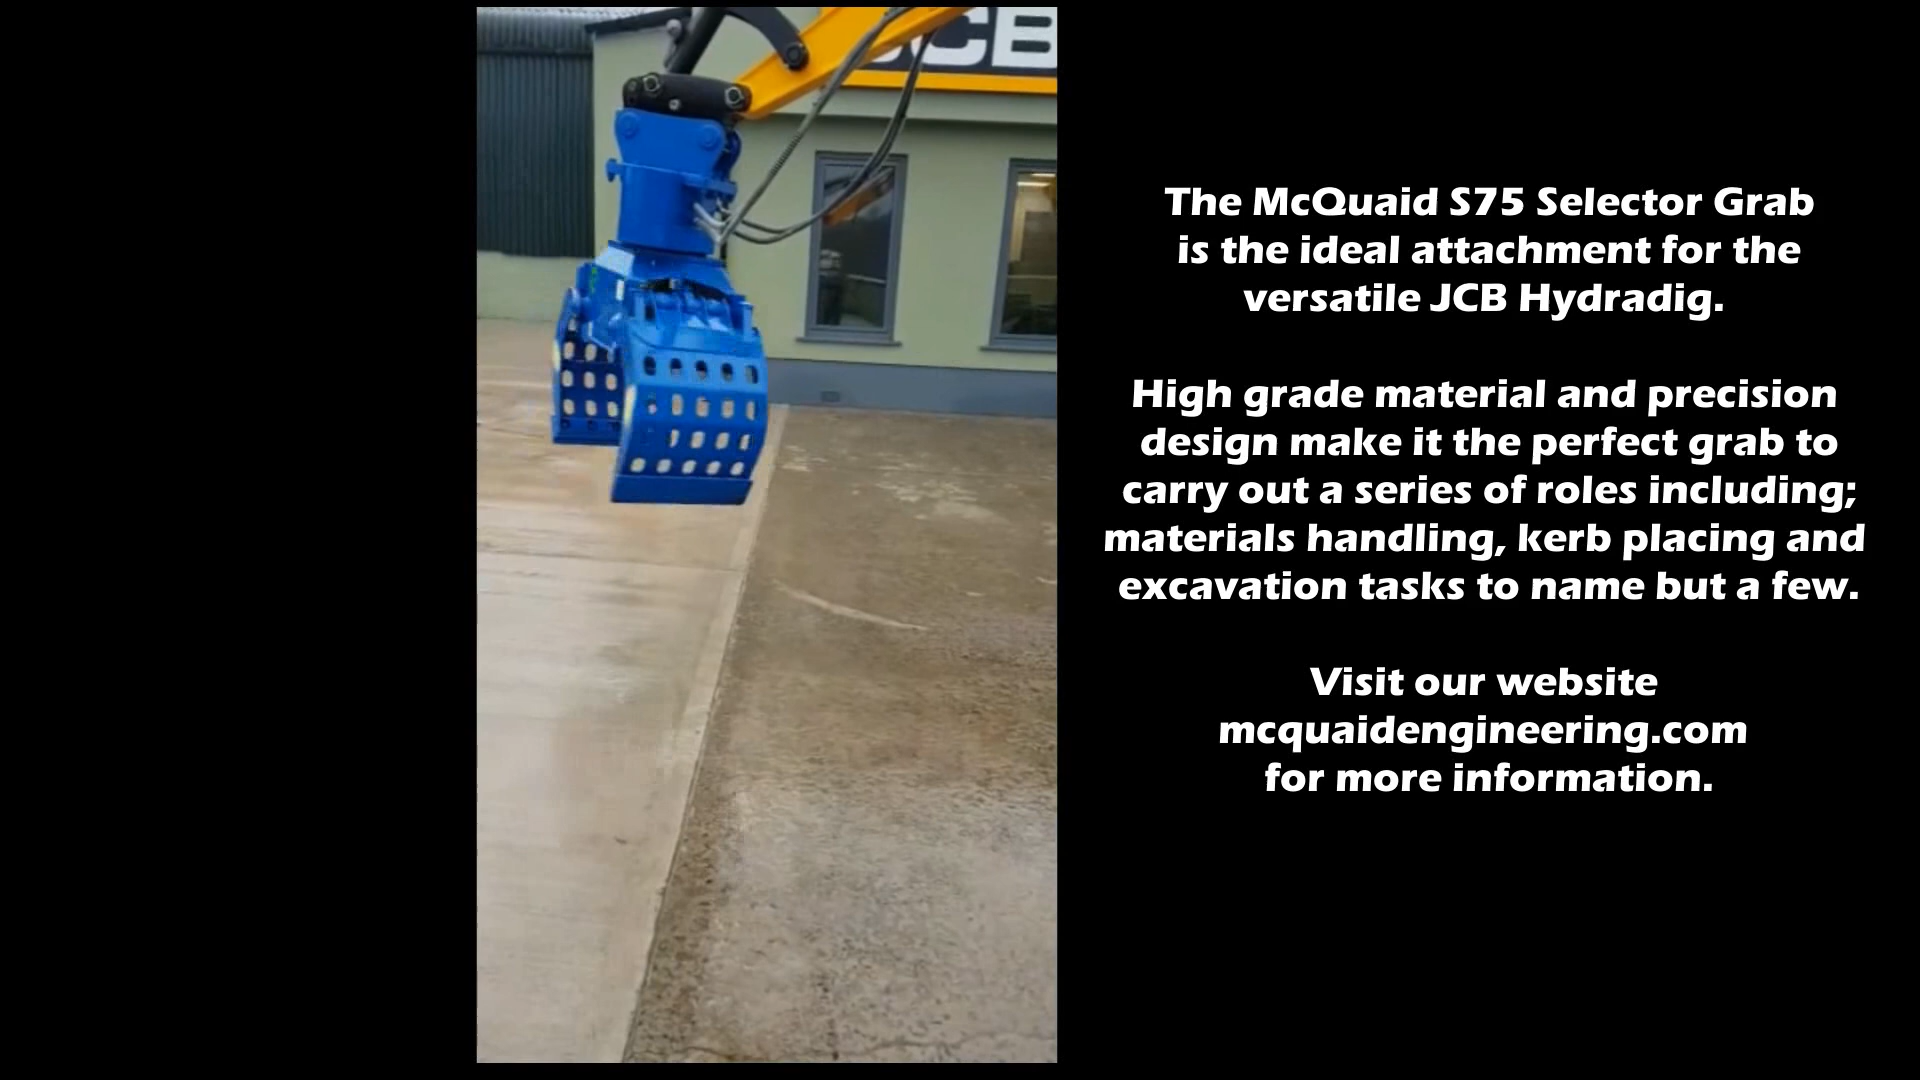 JCB
The McQuaid S75 Selector Grab
is the ideal attachment for the
versatile JCB Hydradig.
High grade material and precision
design make it the perfect grab to
carry out a series of roles including;
materials handling, kerb placing and
excavation tasks to name but a few.
Visit our website
mcquaidengineering.com
for more information.